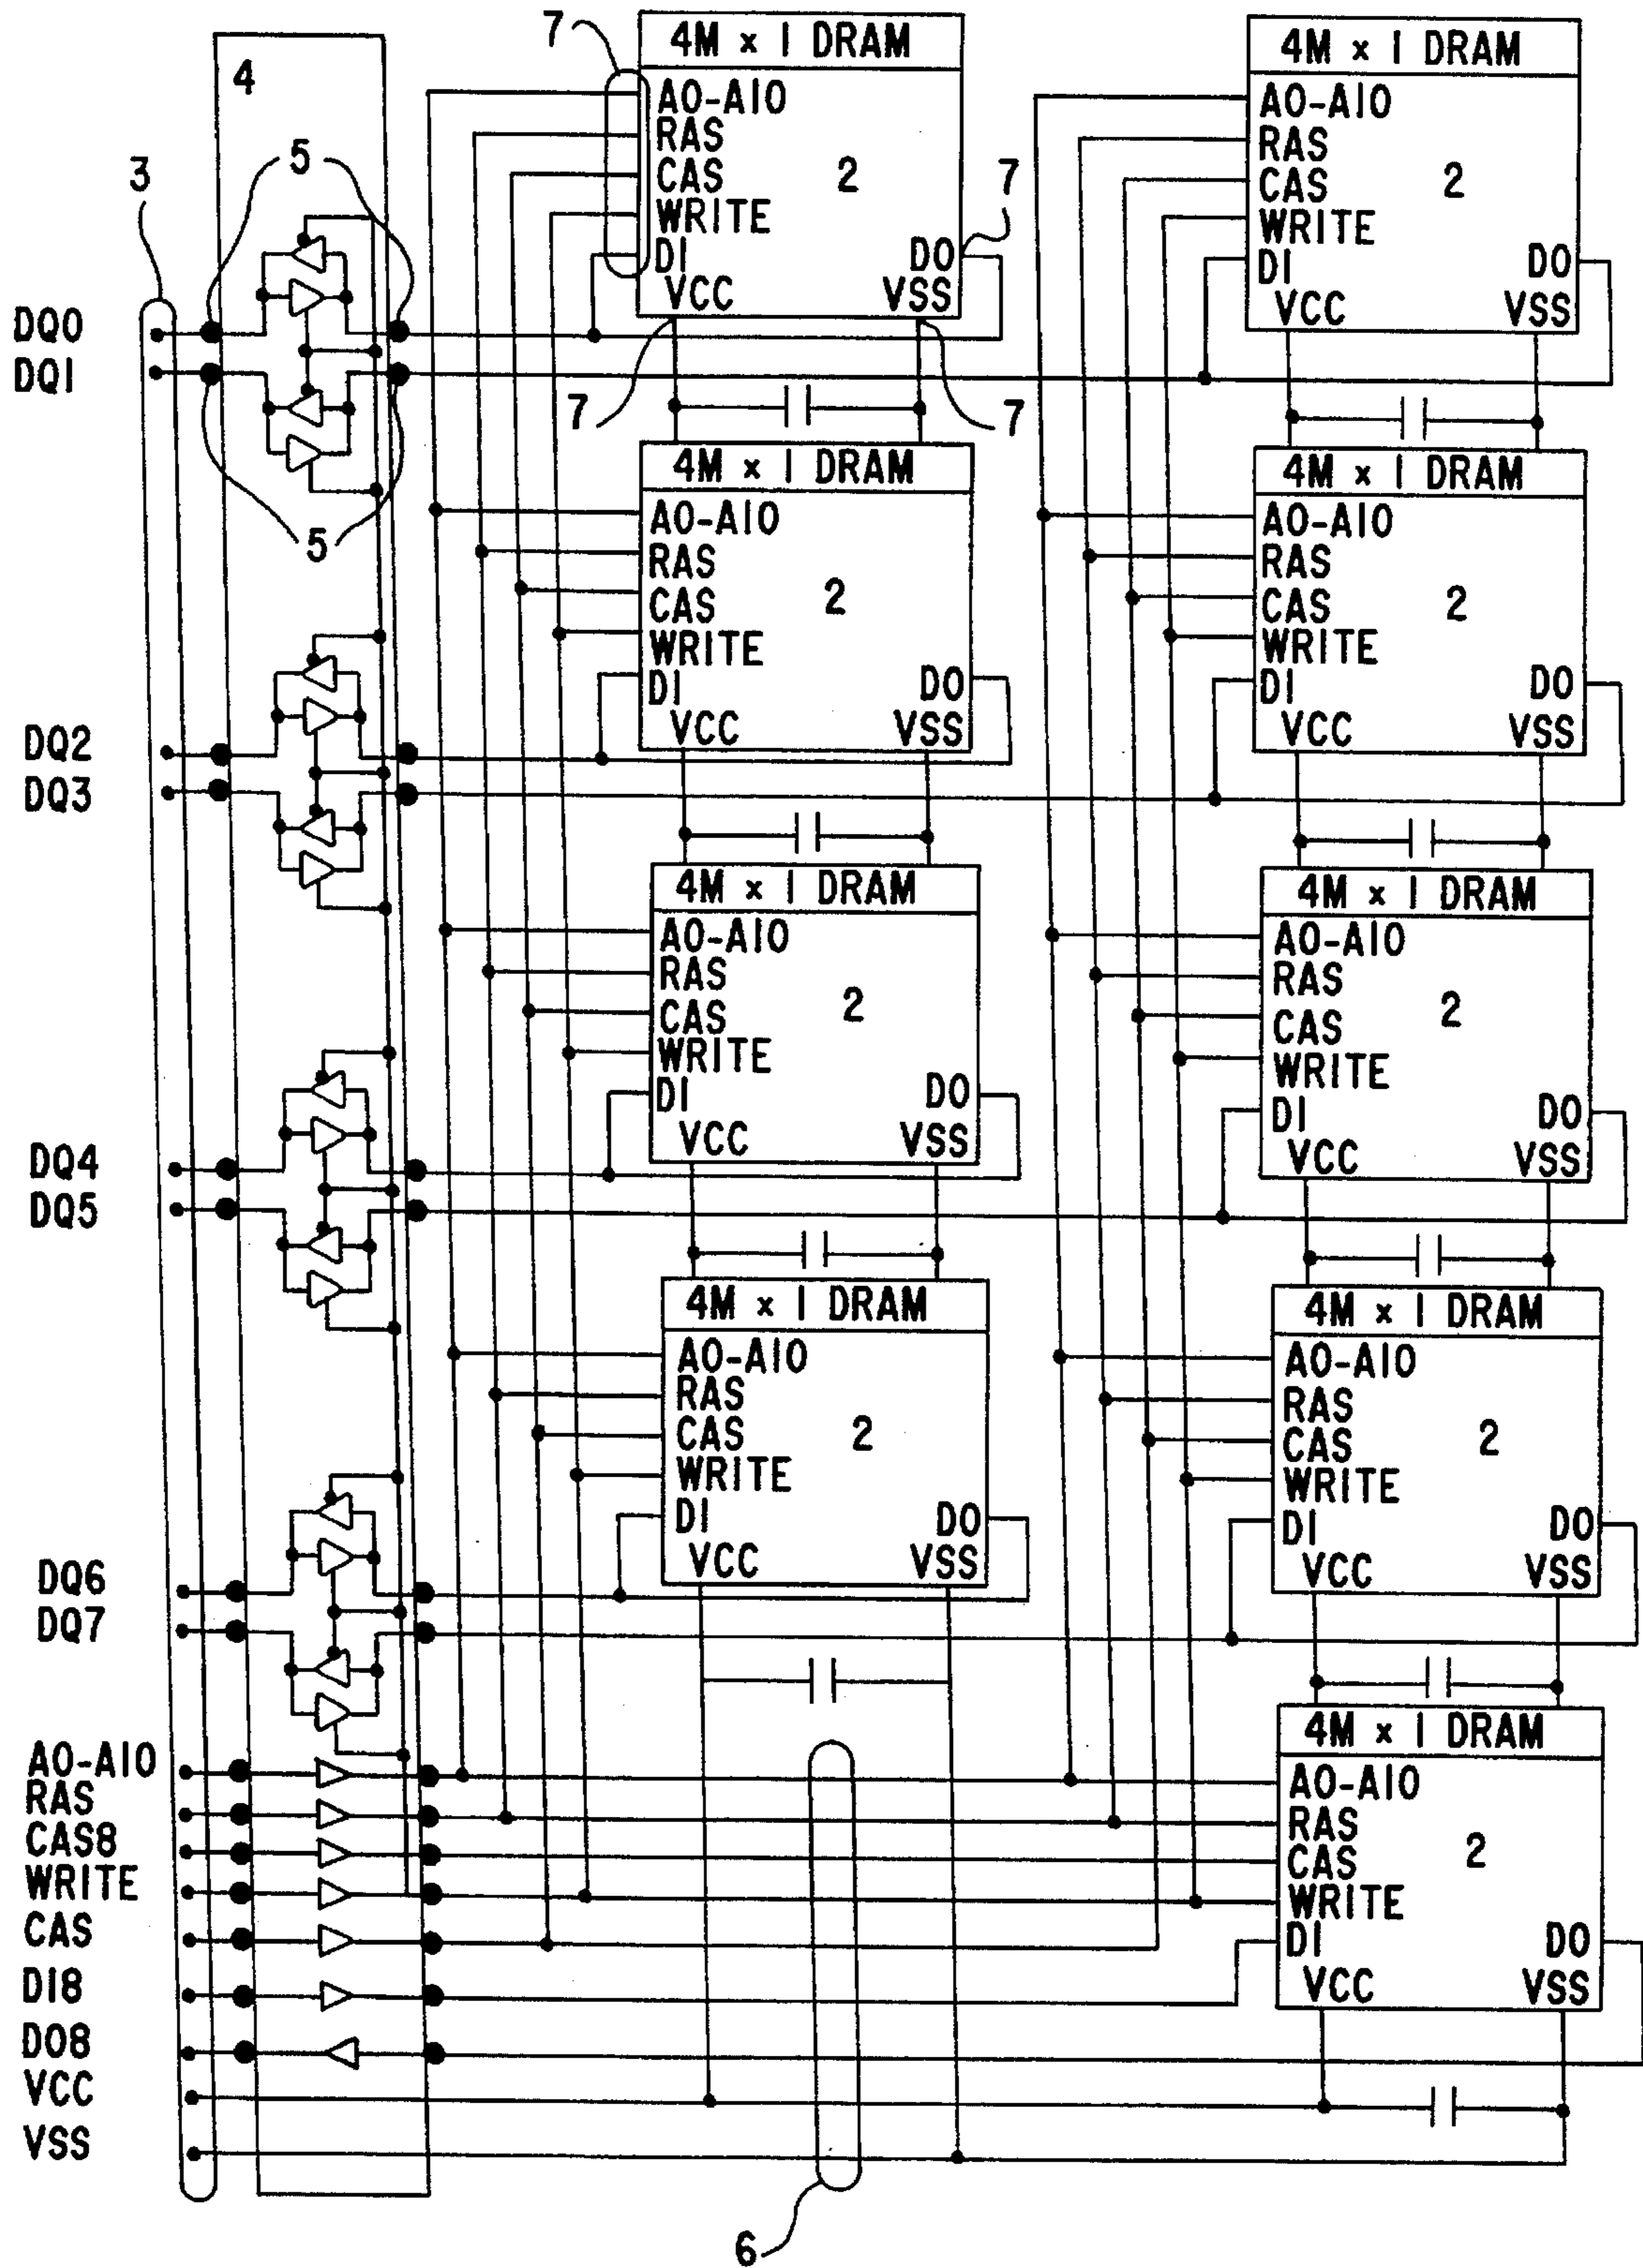 7
4M x 1 DRAM
A0-A10
RAS
CAS
WRITE
DI
2
DO
VCC
VSS
7
7
7
4M x 1 DRAM
A0-A10
RAS
CAS
WRITE
DI
2
DO
VCC
VSS
4
3
5
5
DQ0
DQ1
4M x 1 DRAM
A0-A10
RAS
CAS
WRITE
DI
2
DO
VCC
VSS
4M x 1 DRAM
A0-A10
RAS
CAS
WRITE
DI
2
DO
VCC
VSS
DQ2
DQ3
4M x 1 DRAM
A0-A10
RAS
CAS
WRITE
DI
2
DO
VCC
VSS
4M x 1 DRAM
A0-A10
RAS
CAS
WRITE
DI
2
DO
VCC
VSS
DQ4
DQ5
4M x 1 DRAM
A0-A10
RAS
CAS
WRITE
DI
2
DO
VCC
VSS
4M x 1 DRAM
A0-A10
RAS
CAS
WRITE
DI
2
DO
VCC
VSS
DQ6
DQ7
A0-A10
RAS
CAS8
WRITE
CAS
DI8
DO8
VCC
VSS
4M x 1 DRAM
A0-A10
RAS
CAS
WRITE
DI
2
DO
VCC
VSS
6